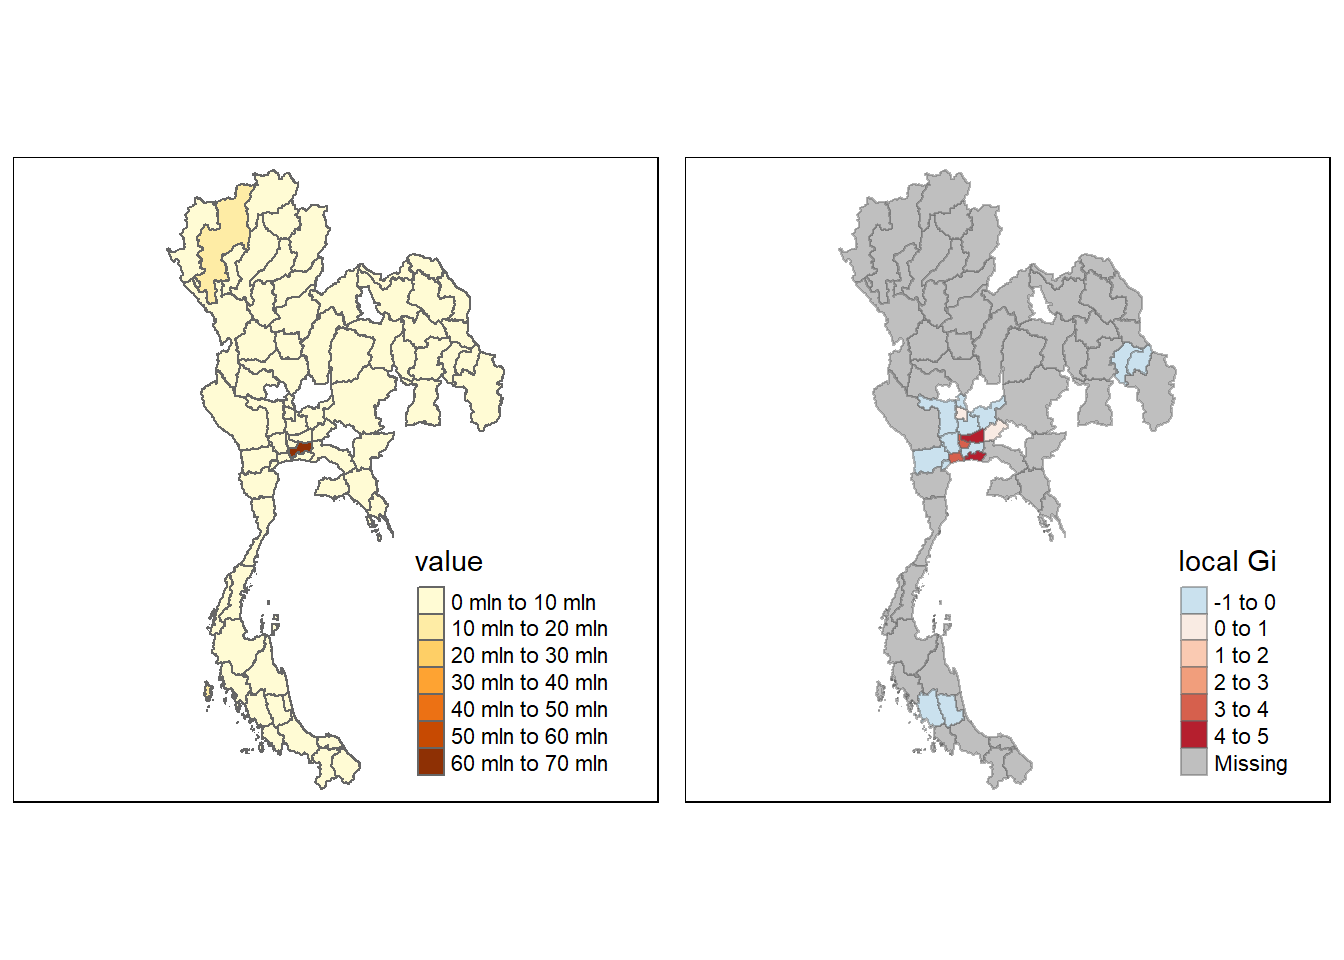 value
0 mln to 10 mln
10 mln to 20 mln
20 mln to 30 mln
30 mln to 40 mln
40 mln to 50 mln
50 mln to 60 mln
60 mln to 70 mln
local Gi
-1 to 0
0 to 1
1 to 2
2 to 3
3 to 4
4 to 5
Missing